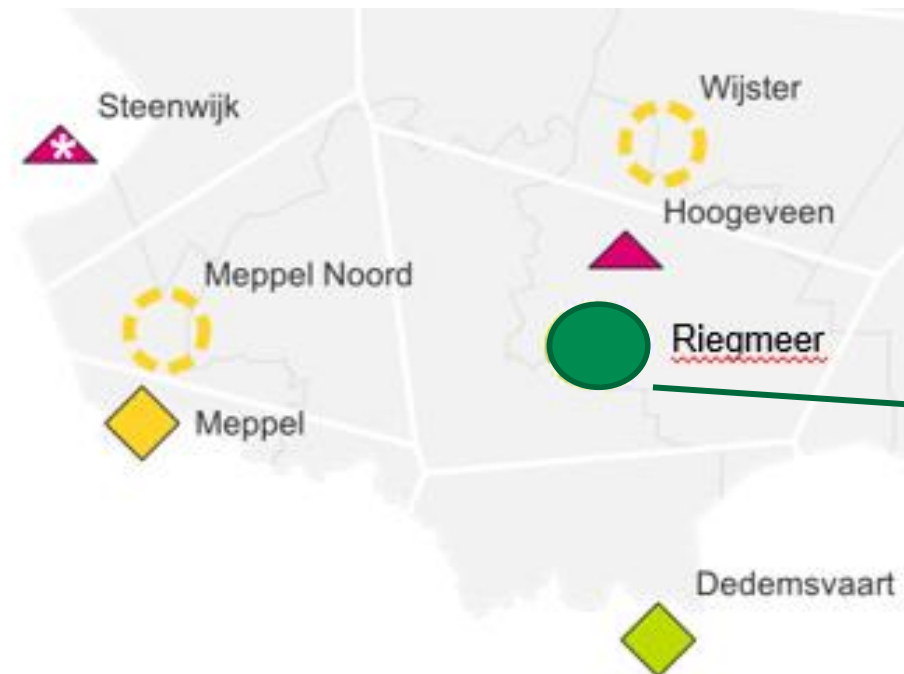 Steenwijk
*
Wijster
Hoogeveen
Meppel Noord
Riegmeer
Meppel
Dedemsvaart